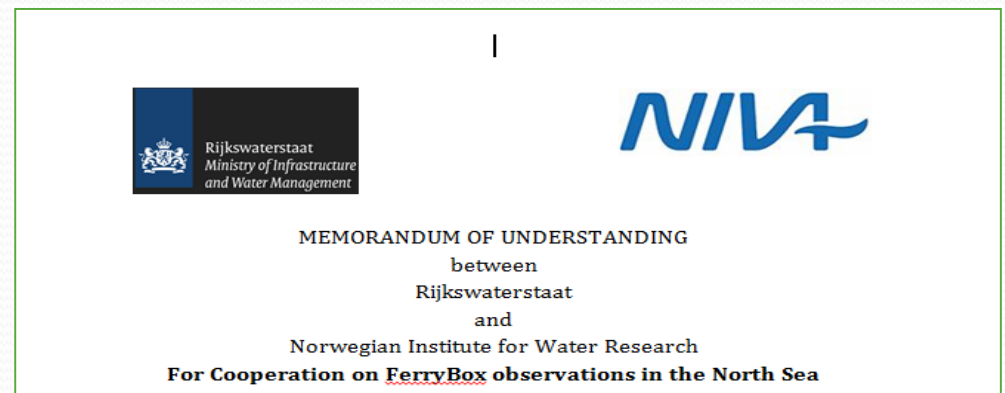 Rijkswaterstaat
Ministry of Infrastructure
and Water Management
NIVA
MEMORANDUM OF UNDERSTANDING
between
Rijkswaterstaat
and
Norwegian Institute for Water Research
For Cooperation on FerryBox observations in the North Sea